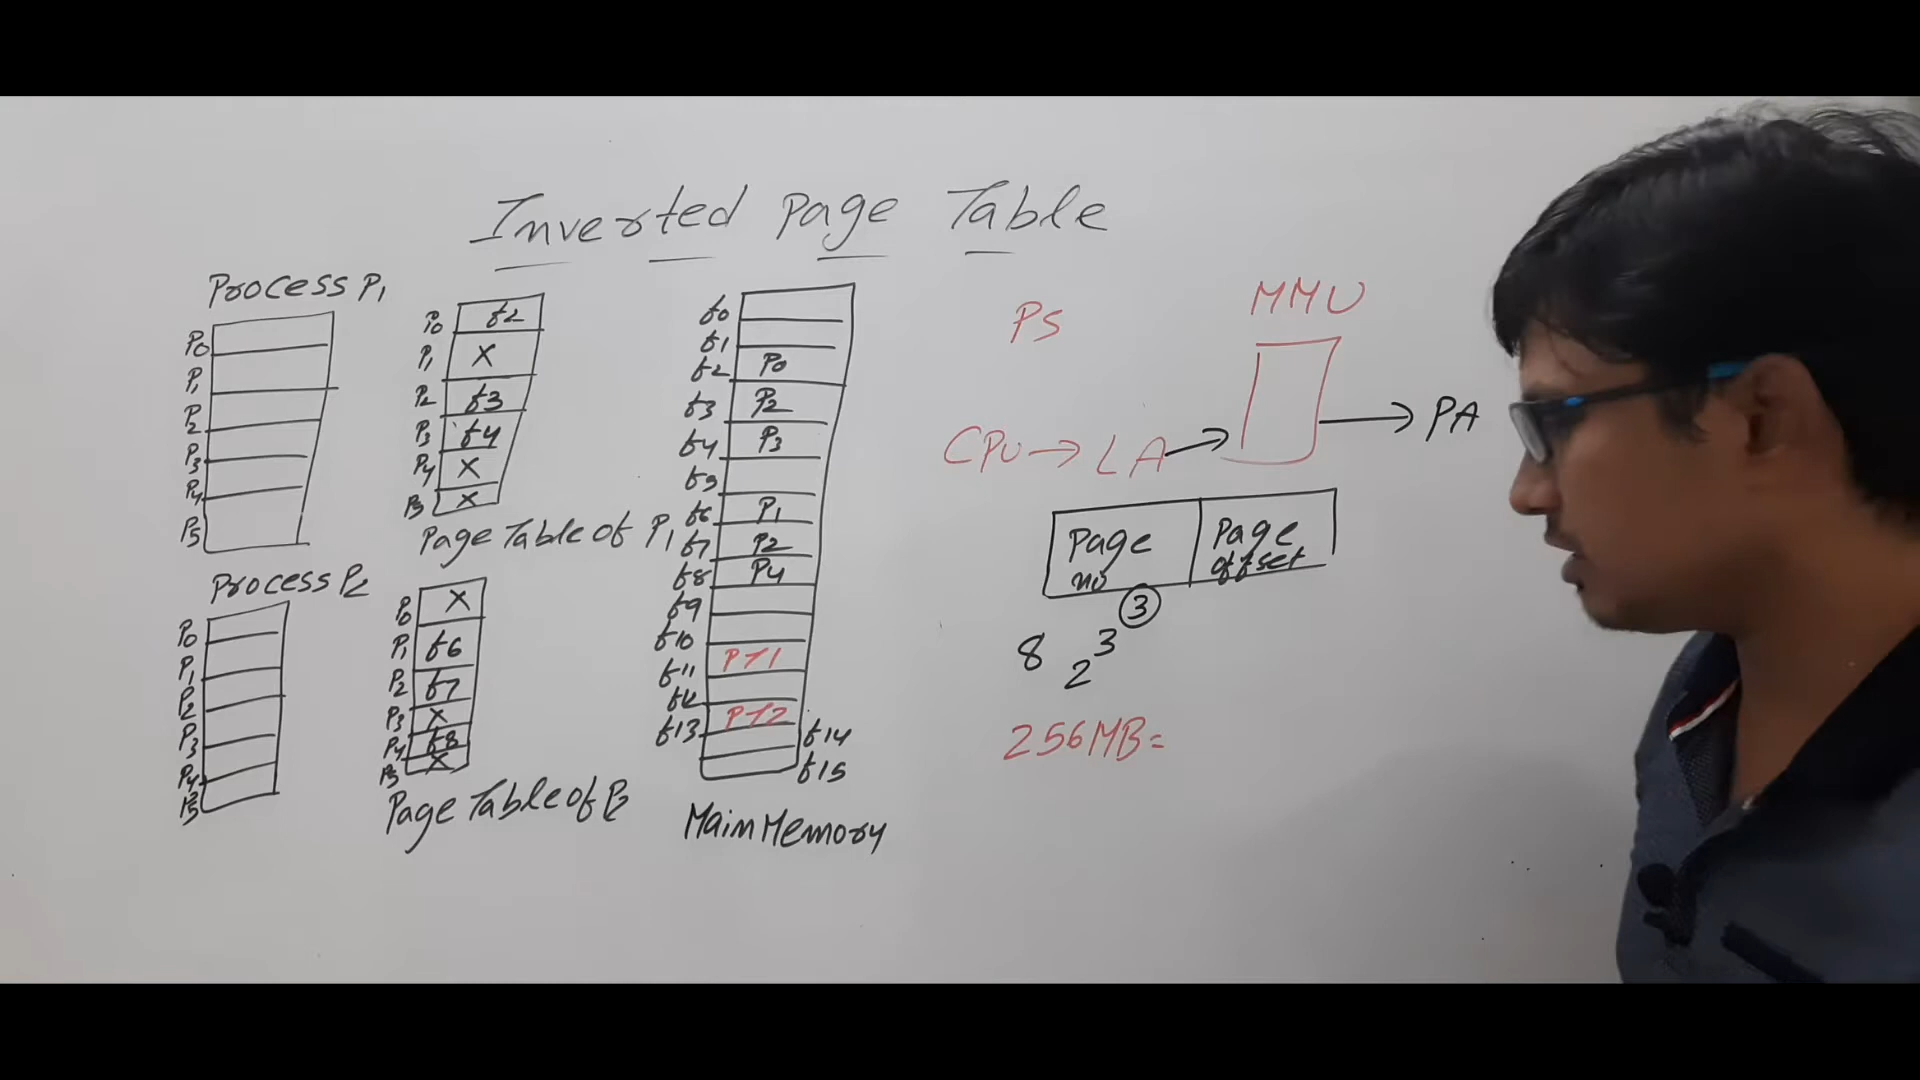 Inverted Page Table
Process P1
P0
P1
P2
P3
P4
P5
P0 f2
P1 X
P2 f3
P3 f4
P4 X
P5 X
Page Table of P1
Process P2
P0
P1
P2
P3
P4
P5
P0 X
P1 f6
P2 f7
P3 X
P4 f8
P5 X
Page Table of P2
f0
f1
f2 P0
f3 P2
f4 P3
f5
f6 P1
f7 P2
f8 P4
f9
f10
f11 PT1
f12
f13 PT2
f14
f15
Main Memory
PS
MMU
CPU → LA → → PA
Page no
Page offset
3
8 2^3
256MB=